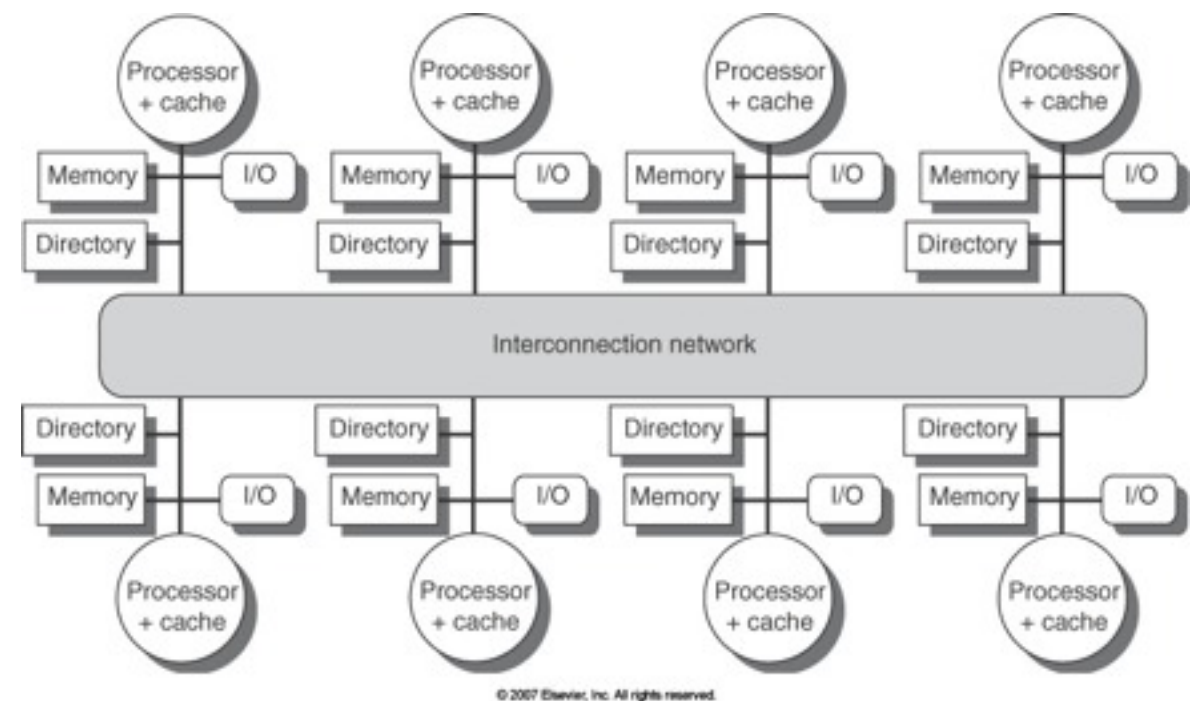 Processor
+ cache
Processor
+ cache
Processor
+ cache
Processor
+ cache
Memory
I/O
Memory
I/O
Memory
I/O
Memory
I/O
Directory
Directory
Directory
Directory
Interconnection network
Directory
Directory
Directory
Directory
Memory
I/O
Memory
I/O
Memory
I/O
Memory
I/O
Processor
+ cache
Processor
+ cache
Processor
+ cache
Processor
+ cache
© 2007 Elsevier, Inc. All rights reserved.